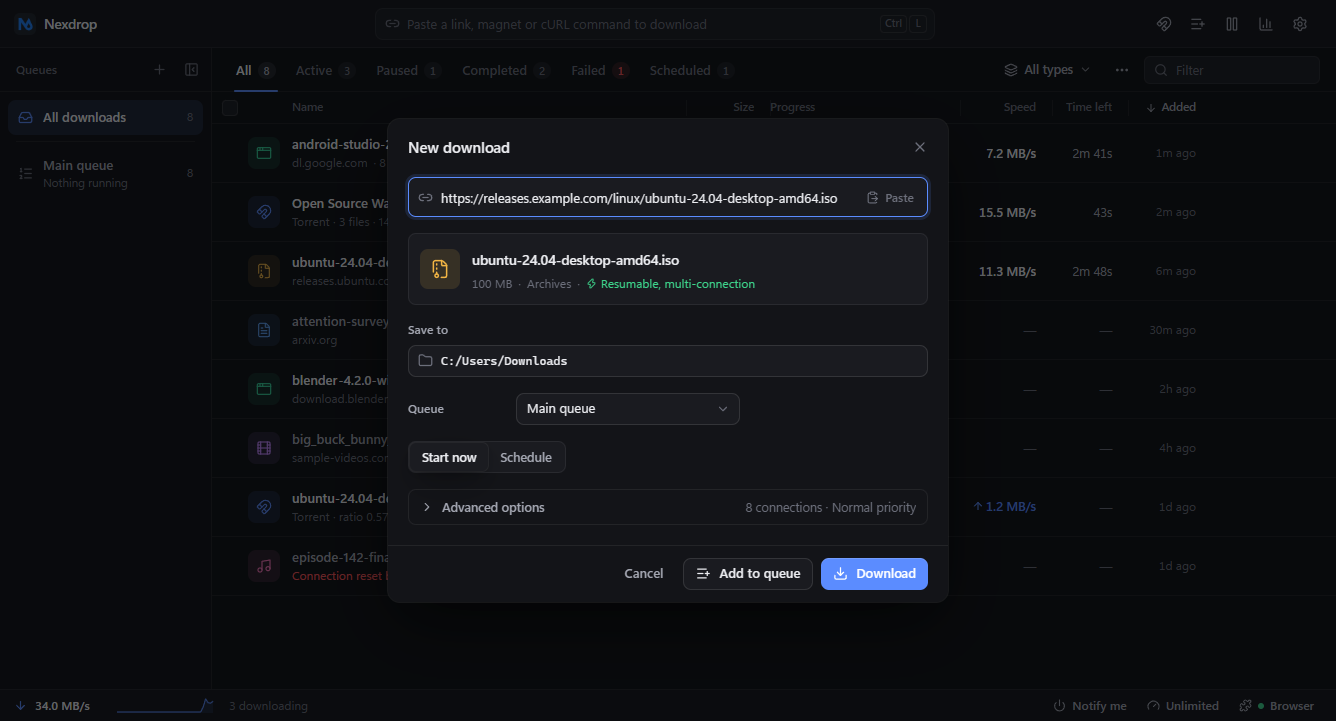 Nexdrop
Paste a link, magnet or cURL command to download
Ctrl L
Queues
All 8 Active 3 Paused 1 Completed 2 Failed 1 Scheduled 1
All types
Filter
All downloads 8
Main queue
Nothing running
8
Name Size Progress Speed Time left Added
android-studio-2
dl.google.com · 8
7.2 MB/s 2m 41s 1m ago
Open Source Wa
Torrent · 3 files · 14
15.5 MB/s 43s 2m ago
ubuntu-24.04-de
releases.ubuntu.co
11.3 MB/s 2m 48s 6m ago
attention-survey
arxiv.org
— — 30m ago
blender-4.2.0-wi
download.blender
— — 2h ago
big_buck_bunny
sample-videos.com
— — 4h ago
ubuntu-24.04-de
Torrent · ratio 0.57
↑ 1.2 MB/s — 1d ago
episode-142-fina
Connection reset b
— — 1d ago
New download
https://releases.example.com/linux/ubuntu-24.04-desktop-amd64.iso Paste
ubuntu-24.04-desktop-amd64.iso
100 MB · Archives · Resumable, multi-connection
Save to
C:/Users/Downloads
Queue Main queue
Start now Schedule
Advanced options 8 connections · Normal priority
Cancel Add to queue Download
34.0 MB/s 3 downloading Notify me Unlimited Browser